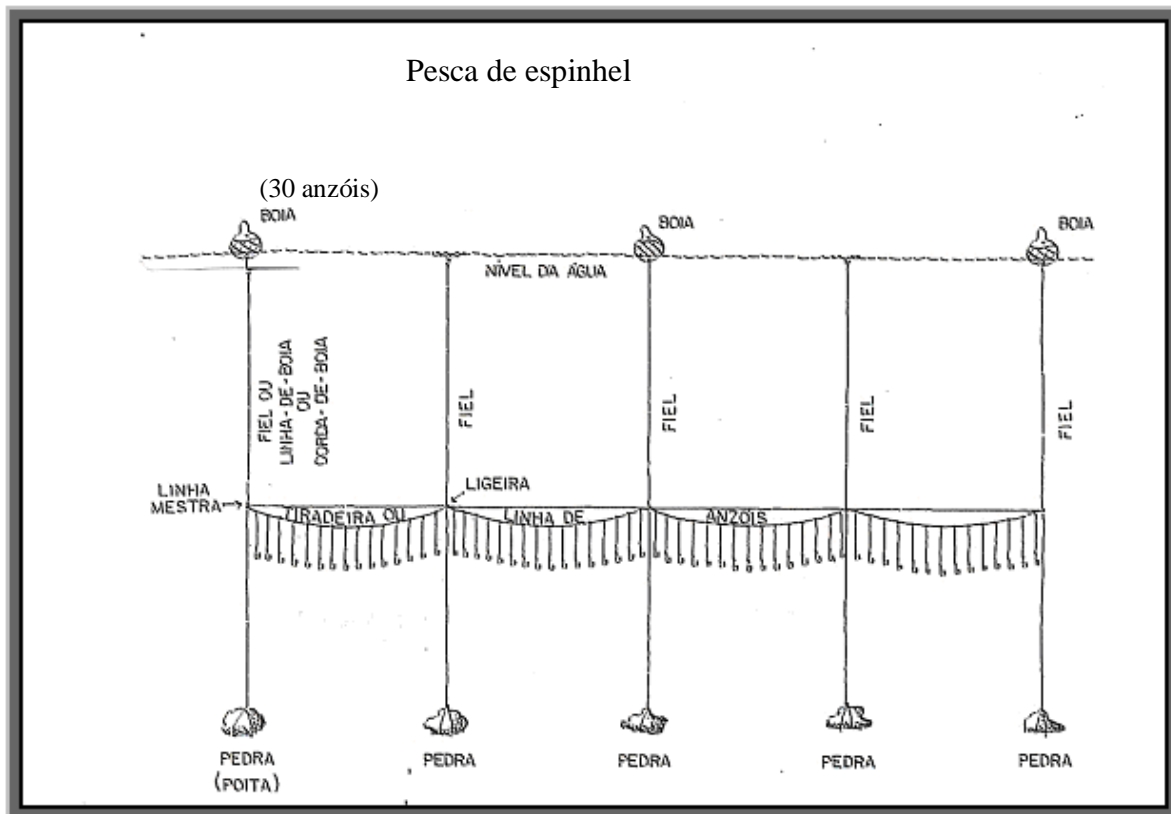 Pesca de espinhel
(30 anzóis)
BOIA
BOIA
BOIA
NÍVEL DA ÁGUA
FIEL OU
LINHA-DE-BOIA
OU
CORDA-DE-BOIA
FIEL
FIEL
FIEL
FIEL
LINHA
MESTRA
LIGEIRA
TIRADEIRA OU LINHA DE ANZÓIS
PEDRA
(POITA)
PEDRA
PEDRA
PEDRA
PEDRA